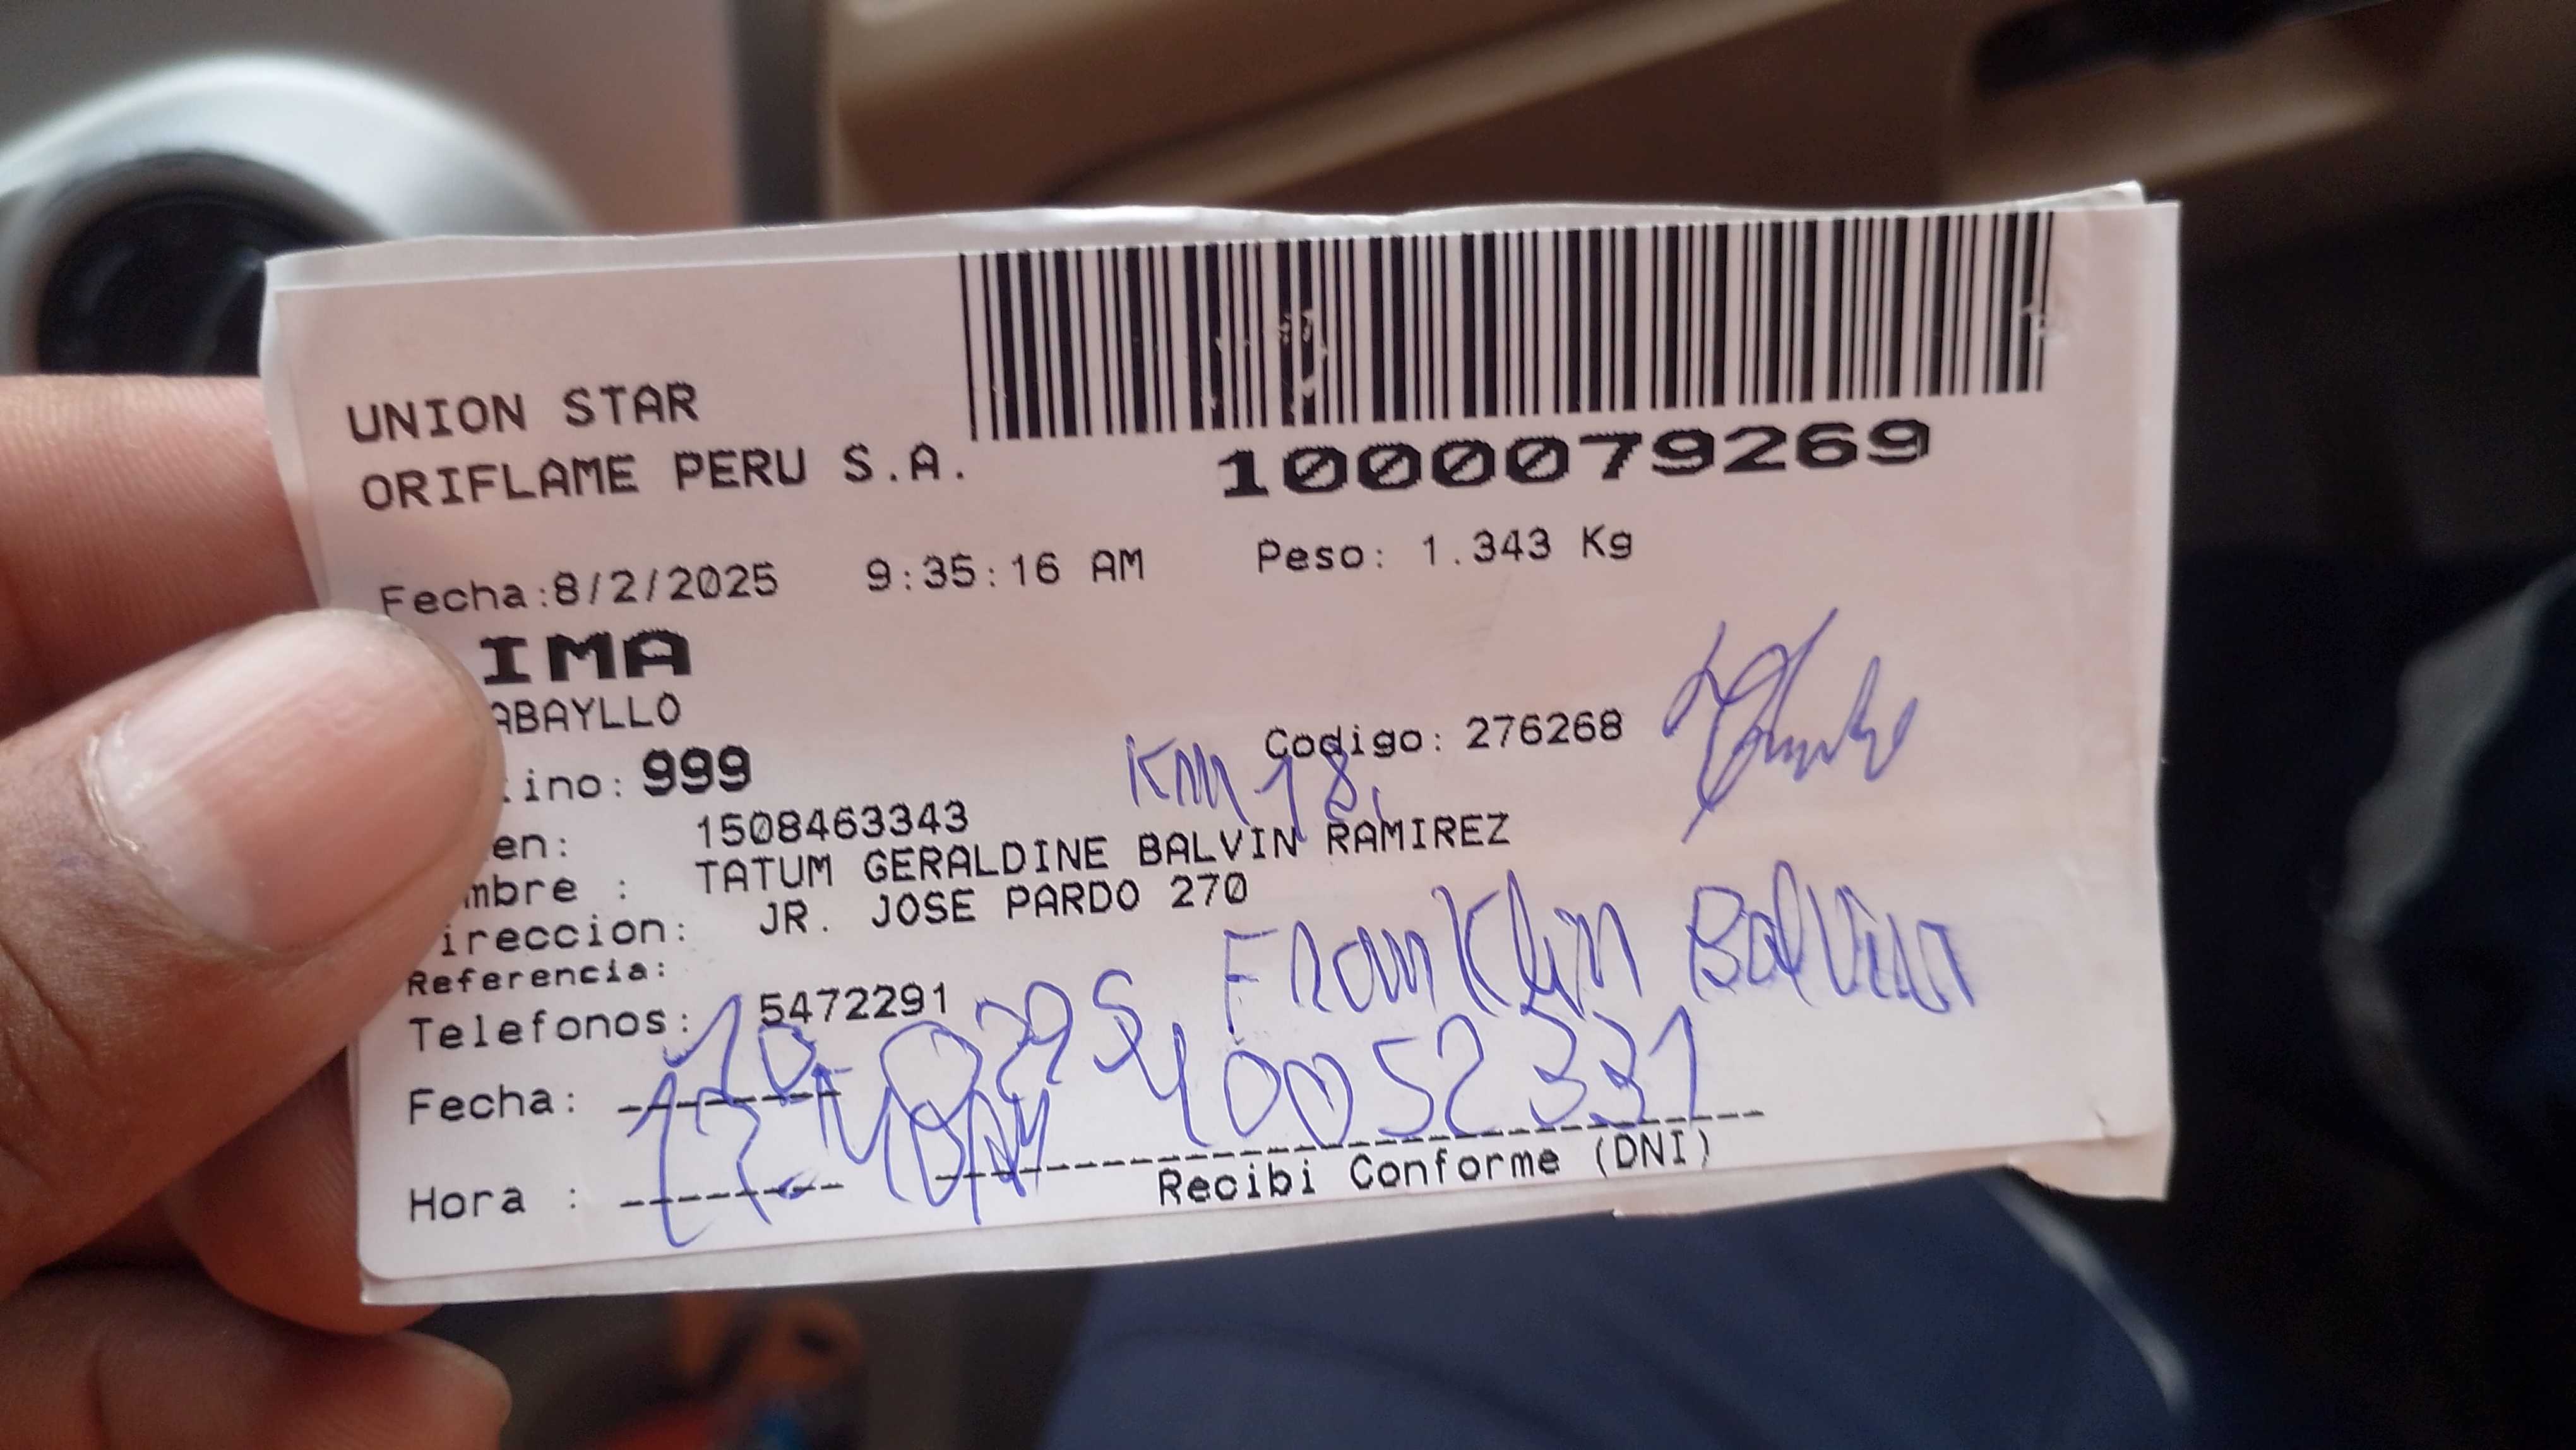 UNION STAR
ORIFLAME PERU S.A.
1000079269
Fecha:8/2/2025 9:35:16 AM Peso: 1.343 Kg
IMA
ABAYLLO
Codigo: 276268
ino: 999
KM 18
en: 1508463343
mbre : TATUM GERALDINE BALVIN RAMIREZ
ireccion: JR. JOSE PARDO 270
Referencia:
Franklin Balvin
Telefonos: 5472291
40052331
Fecha:
Hora :
Recibi Conforme (DNI)